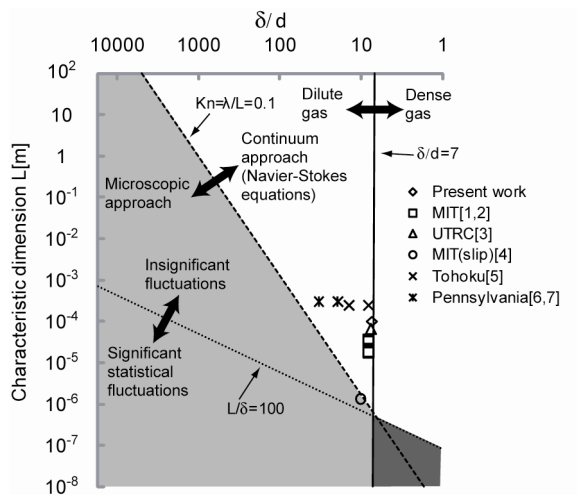 δ/d
10000 1000 100 10 1
Characteristic dimension L[m]
10²
10
1
10⁻¹
10⁻²
10⁻³
10⁻⁴
10⁻⁵
10⁻⁶
10⁻⁷
10⁻⁸
Kn=λ/L=0.1
Dilute
gas
Dense
gas
Continuum
approach
(Navier-Stokes
equations)
δ/d=7
Microscopic
approach
Present work
MIT[1,2]
UTRC[3]
MIT(slip)[4]
Tohoku[5]
Pennsylvania[6,7]
Insignificant
fluctuations
Significant
statistical
fluctuations
L/δ=100